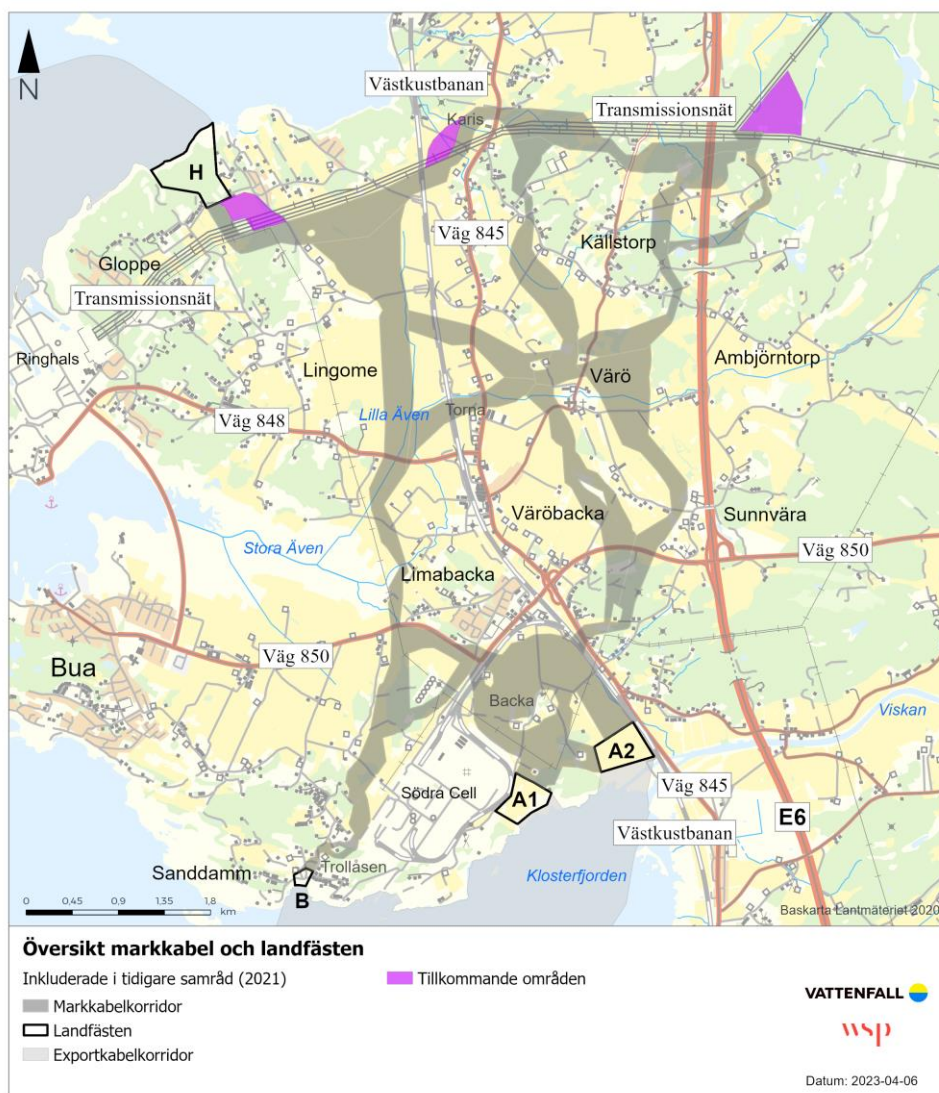 N
Västkustbanan
Transmissionsnät
Karis
H
Väg 845
Källstorp
Gloppe
Transmissionsnät
Ringhals
Lingome
Värö
Ambjörntorp
Lilla Även
Torna
Väg 848
Väröbacka
Sunnvära
Stora Även
Väg 850
Limabacka
Väg 850
Bua
Backa
Viskan
A2
Södra Cell
A1
Väg 845
E6
Västkustbanan
Sanddamm
Trollåsen
B
Klosterfjorden
0 0,45 0,9 1,35 1,8
km
Baskarta Lantmäteriet 2020
Översikt markkabel och landfästen
Inkluderade i tidigare samråd (2021)
Tillkommande områden
Markkabelkorridor
Landfästen
Exportkabelkorridor
VATTENFALL
wsp
Datum: 2023-04-06